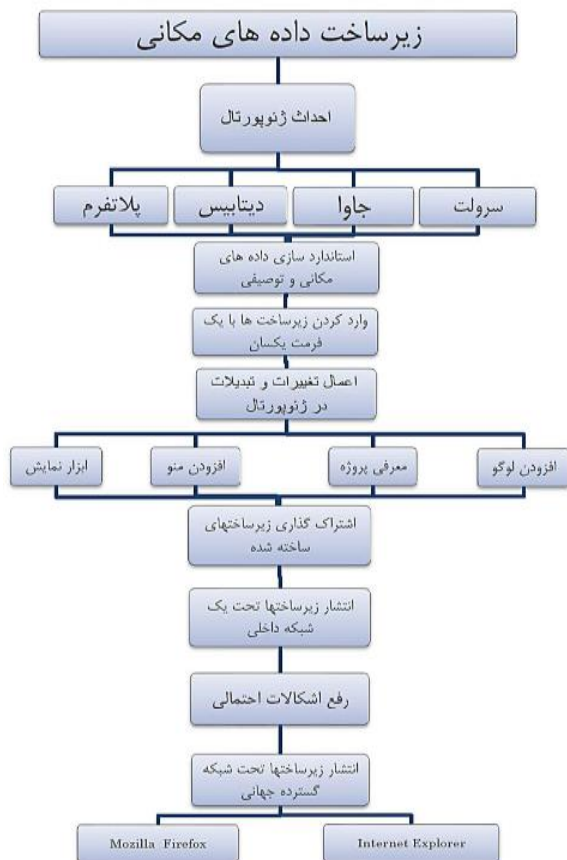 زیرساخت داده های مکانی
احداث ژئوپورتال
سرولت
جاوا
دیتابیس
پلاتفرم
استاندارد سازی داده های
مکانی و توصیفی
وارد کردن زیرساخت ها با یک
فرمت یکسان
اعمال تغییرات و تبدیلات
در ژئوپورتال
افزودن لوگو
معرفی پروژه
افزودن منو
ابزار نمایش
اشتراک گذاری زیرساختهای
ساخته شده
انتشار زیرساختها تحت یک
شبکه داخلی
رفع اشکالات احتمالی
انتشار زیرساختها تحت شبکه
گسترده جهانی
Internet Explorer
Mozilla Firefox